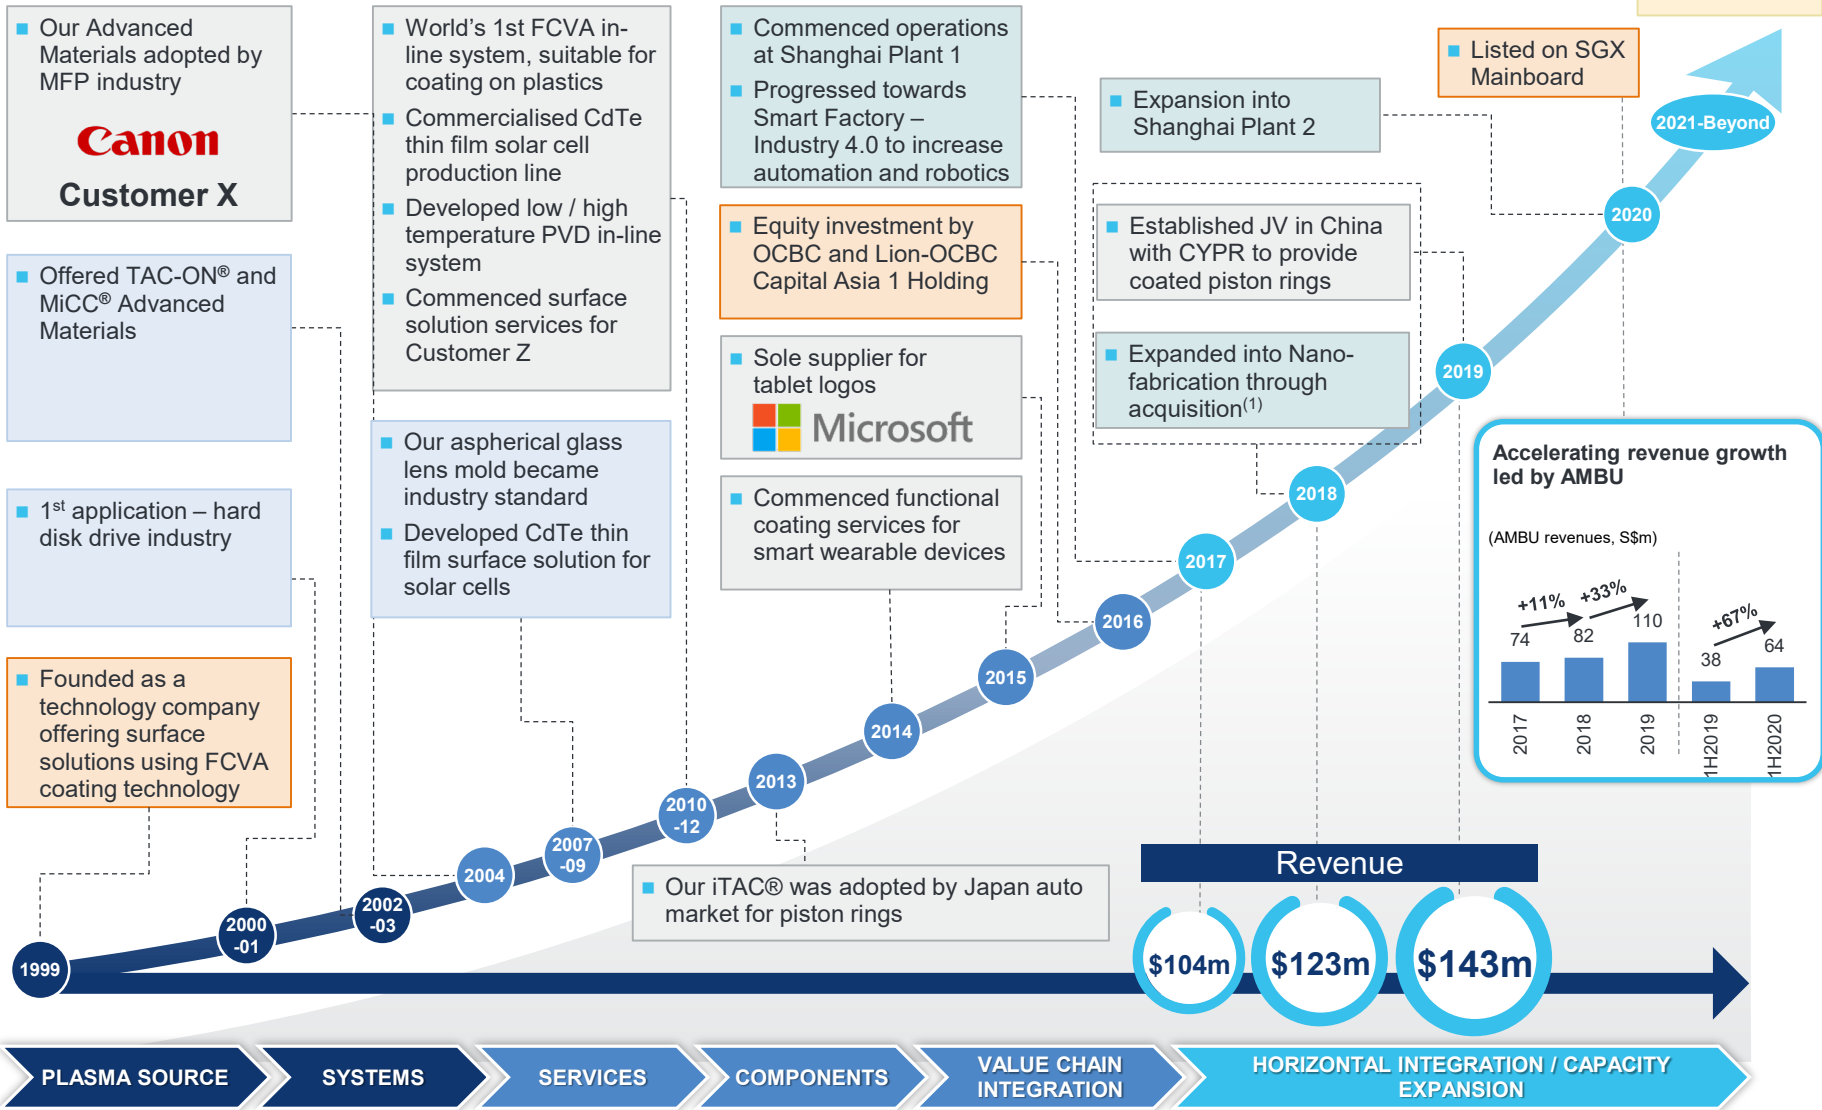 Our Advanced
Materials adopted by
MFP industry
Canon
Customer X
Offered TAC-ON® and
MiCC® Advanced
Materials
1st application – hard
disk drive industry
Founded as a
technology company
offering surface
solutions using FCVA
coating technology
World’s 1st FCVA in-
line system, suitable for
coating on plastics
Commercialised CdTe
thin film solar cell
production line
Developed low / high
temperature PVD in-line
system
Commenced surface
solution services for
Customer Z
Our aspherical glass
lens mold became
industry standard
Developed CdTe thin
film surface solution for
solar cells
Commenced operations
at Shanghai Plant 1
Progressed towards
Smart Factory –
Industry 4.0 to increase
automation and robotics
Equity investment by
OCBC and Lion-OCBC
Capital Asia 1 Holding
Sole supplier for
tablet logos
Microsoft
Commenced functional
coating services for
smart wearable devices
Our iTAC® was adopted by Japan auto
market for piston rings
Expansion into
Shanghai Plant 2
Established JV in China
with CYPR to provide
coated piston rings
Expanded into Nano-
fabrication through
acquisition(1)
Listed on SGX
Mainboard
1999
2000
-01
2002
-03
2004
2007
-09
2010
-12
2013
2014
2015
2016
2017
2018
2019
2020
2021-Beyond
Accelerating revenue growth
led by AMBU
(AMBU revenues, S$m)
+11%
+33%
+67%
74
82
110
38
64
2017
2018
2019
1H2019
1H2020
Revenue
$104m
$123m
$143m
PLASMA SOURCE
SYSTEMS
SERVICES
COMPONENTS
VALUE CHAIN
INTEGRATION
HORIZONTAL INTEGRATION / CAPACITY
EXPANSION